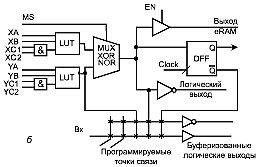 EN
MS
Выход
eRAM
XA
XB
XC1
XC2
&
LUT
MUX
XOR
NOR
D
Q
DFF
Clock
C
Q
YA
YB
YC1
YC2
&
LUT
Логический
выход
Вх
б
Программируемые
точки связи
Буферизованные
логические выходы